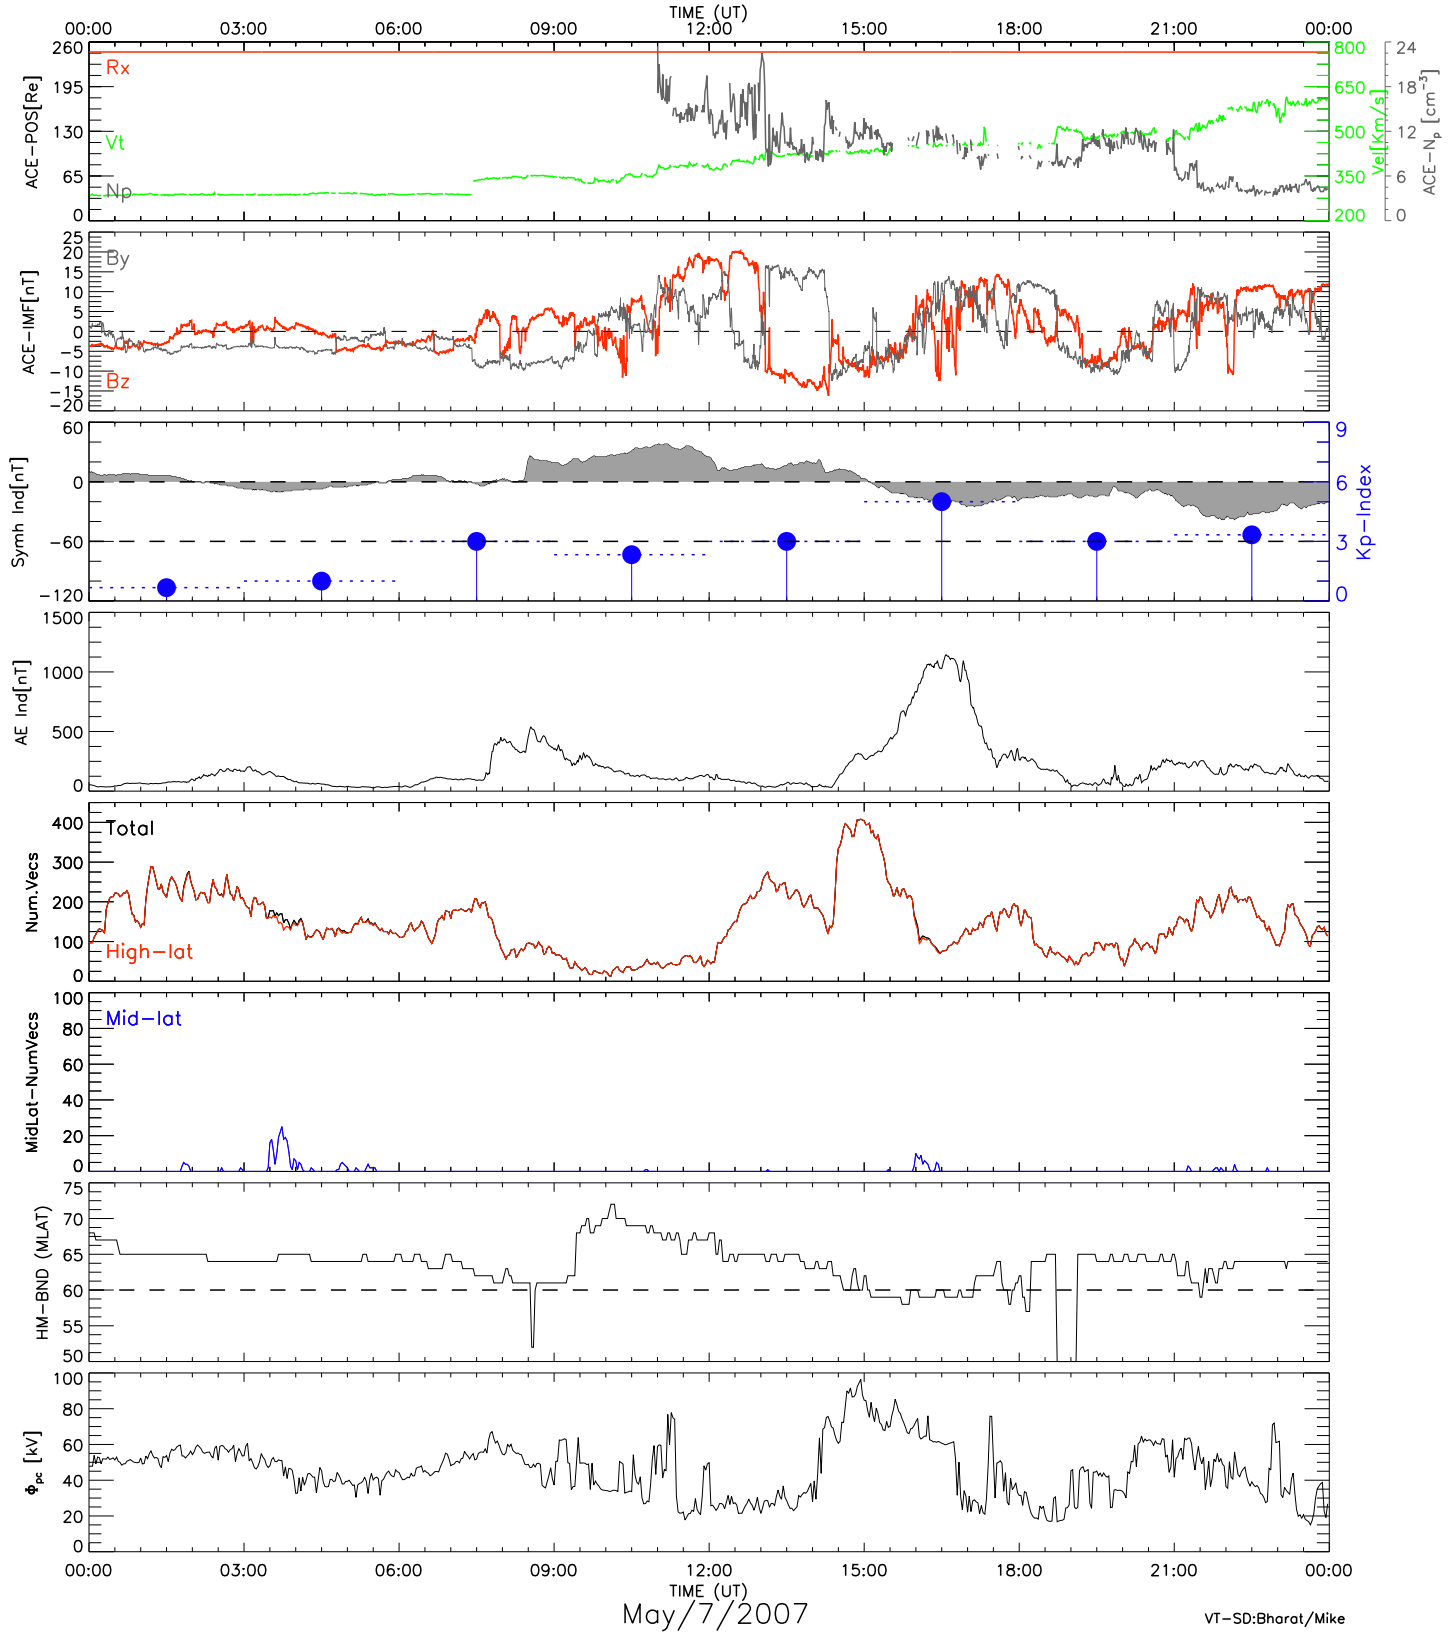 TIME (UT)
00:00 03:00 06:00 09:00 12:00 15:00 18:00 21:00 00:00
ACE-POS[Re]
260
195
130
65
0
Rx
Vt
Np
800
650
500
350
200
Vel[Km/s]
24
18
12
6
0
ACE-Np [cm-3]
ACE-IMF[nT]
25
20
15
10
5
0
-5
-10
-15
-20
By
Bz
Symh Ind[nT]
60
0
-60
-120
9
6
3
0
Kp-Index
AE Ind[nT]
1500
1000
500
0
Num.Vecs
400
300
200
100
0
Total
High-lat
MidLat-NumVecs
100
80
60
40
20
0
Mid-lat
HM-BND (MLAT)
75
70
65
60
55
50
Φpc [kV]
100
80
60
40
20
0
00:00 03:00 06:00 09:00 12:00 15:00 18:00 21:00 00:00
TIME (UT)
May/7/2007
VT-SD:Bharat/Mike